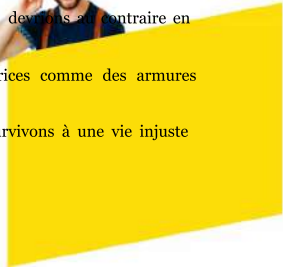 devrions au contraire en
rices comme des armures
rvivons à une vie injuste